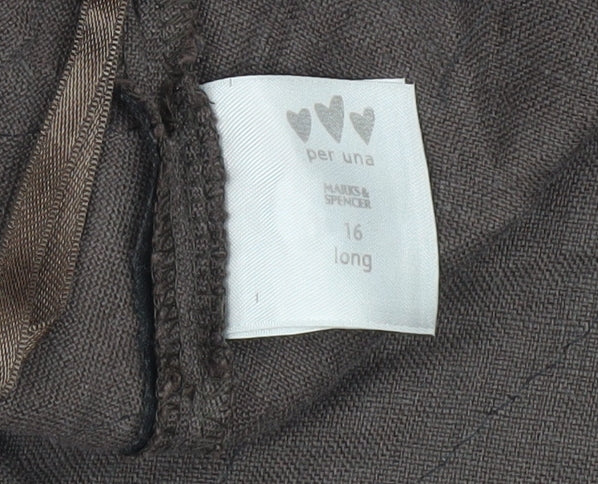 per una
MARKS&
SPENCER
16
long